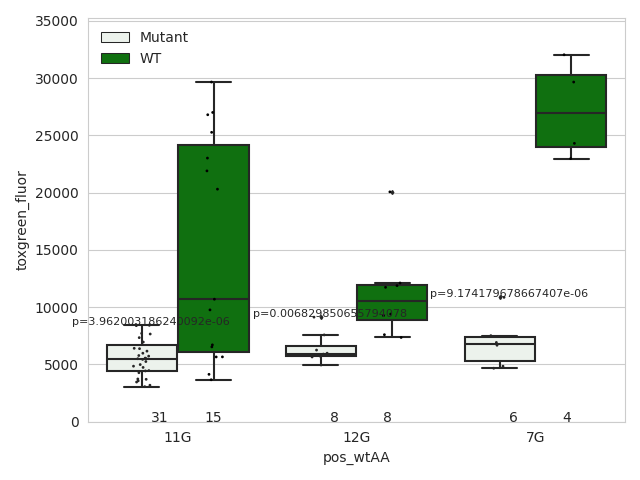 35000
30000
25000
20000
15000
10000
5000
0
toxgreen_fluor
Mutant
WT
p=3.962003186240092e-06
p=0.006829850655794078
p=9.174179678667407e-06
31 15 8 8 6 4
11G 12G 7G
pos_wtAA